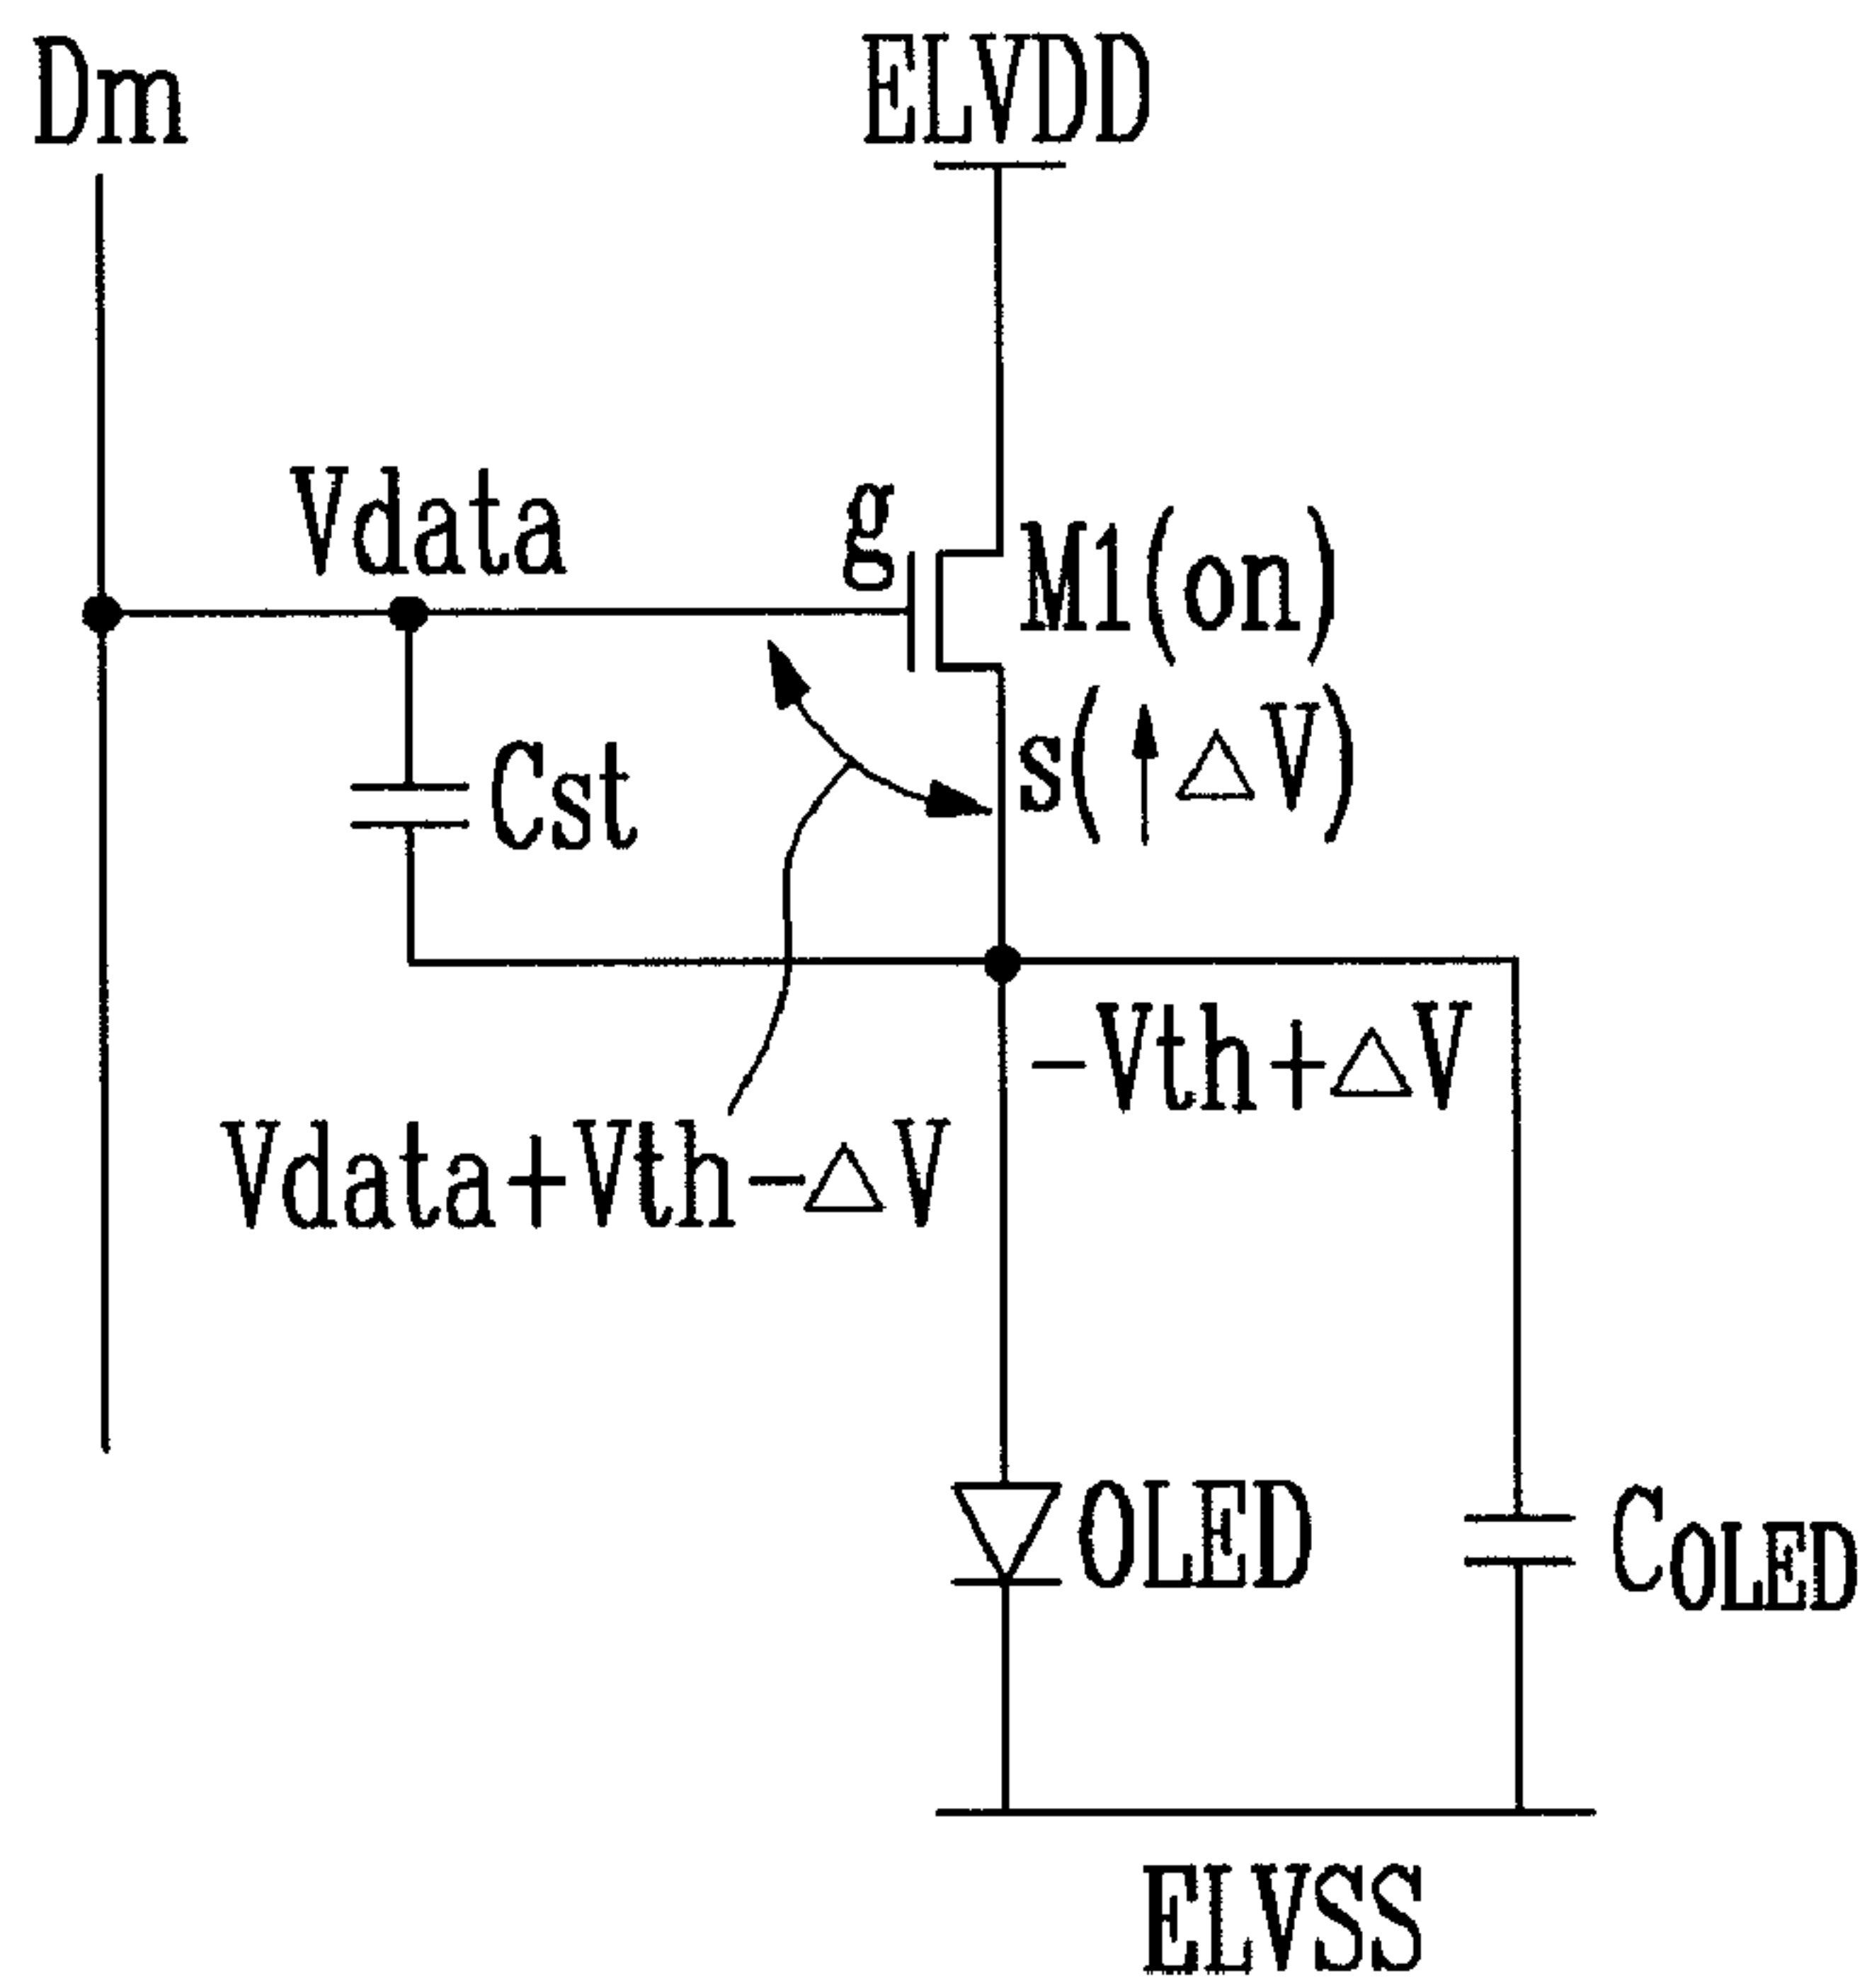 Dm
ELVDD
Vdata
g
M1(on)
s(↑△V)
Cst
-Vth+△V
Vdata+Vth-△V
OLED
COLED
ELVSS